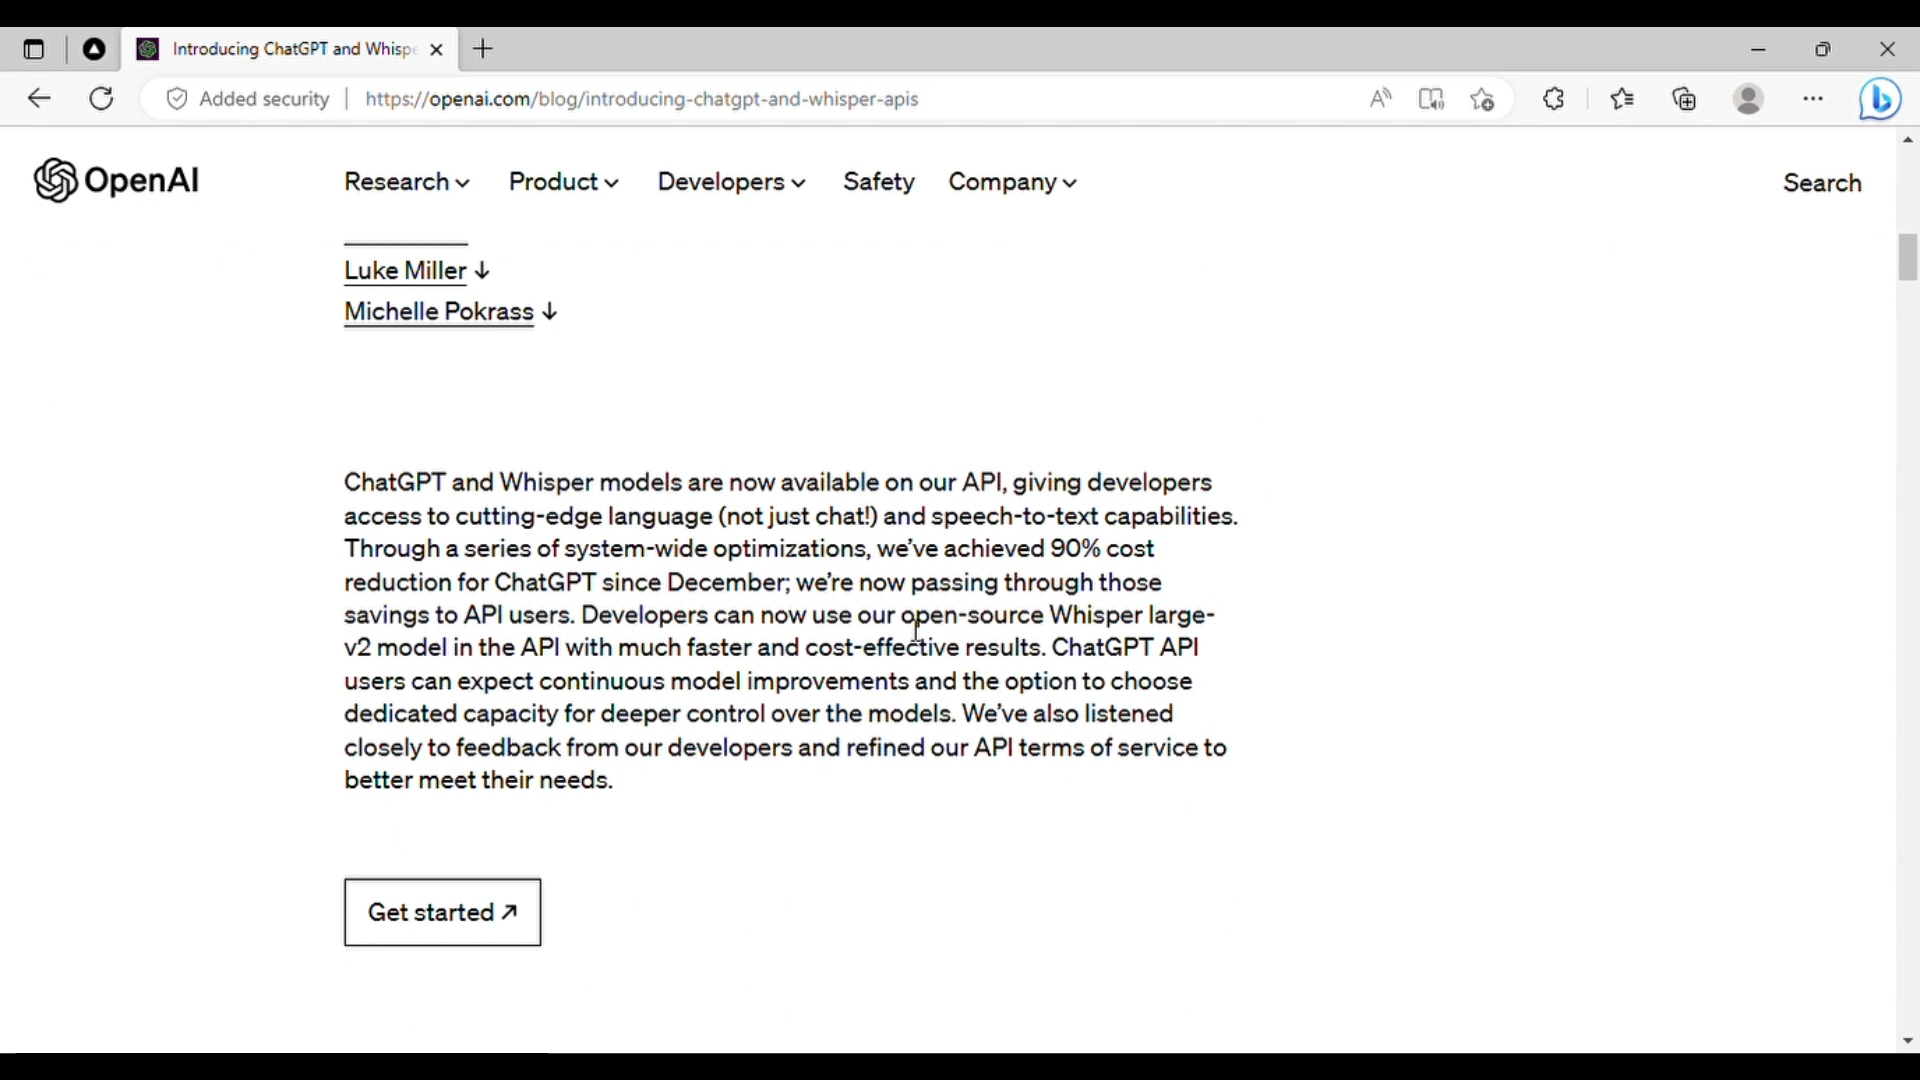 Introducing ChatGPT and Whispe
Added security
https://openai.com/blog/introducing-chatgpt-and-whisper-apis
OpenAI
Research
Product
Developers
Safety
Company
Search
Luke Miller ↓
Michelle Pokrass ↓
ChatGPT and Whisper models are now available on our API, giving developers
access to cutting-edge language (not just chat!) and speech-to-text capabilities.
Through a series of system-wide optimizations, we've achieved 90% cost
reduction for ChatGPT since December; we're now passing through those
savings to API users. Developers can now use our open-source Whisper large-
v2 model in the API with much faster and cost-effective results. ChatGPT API
users can expect continuous model improvements and the option to choose
dedicated capacity for deeper control over the models. We've also listened
closely to feedback from our developers and refined our API terms of service to
better meet their needs.
Get started ↗